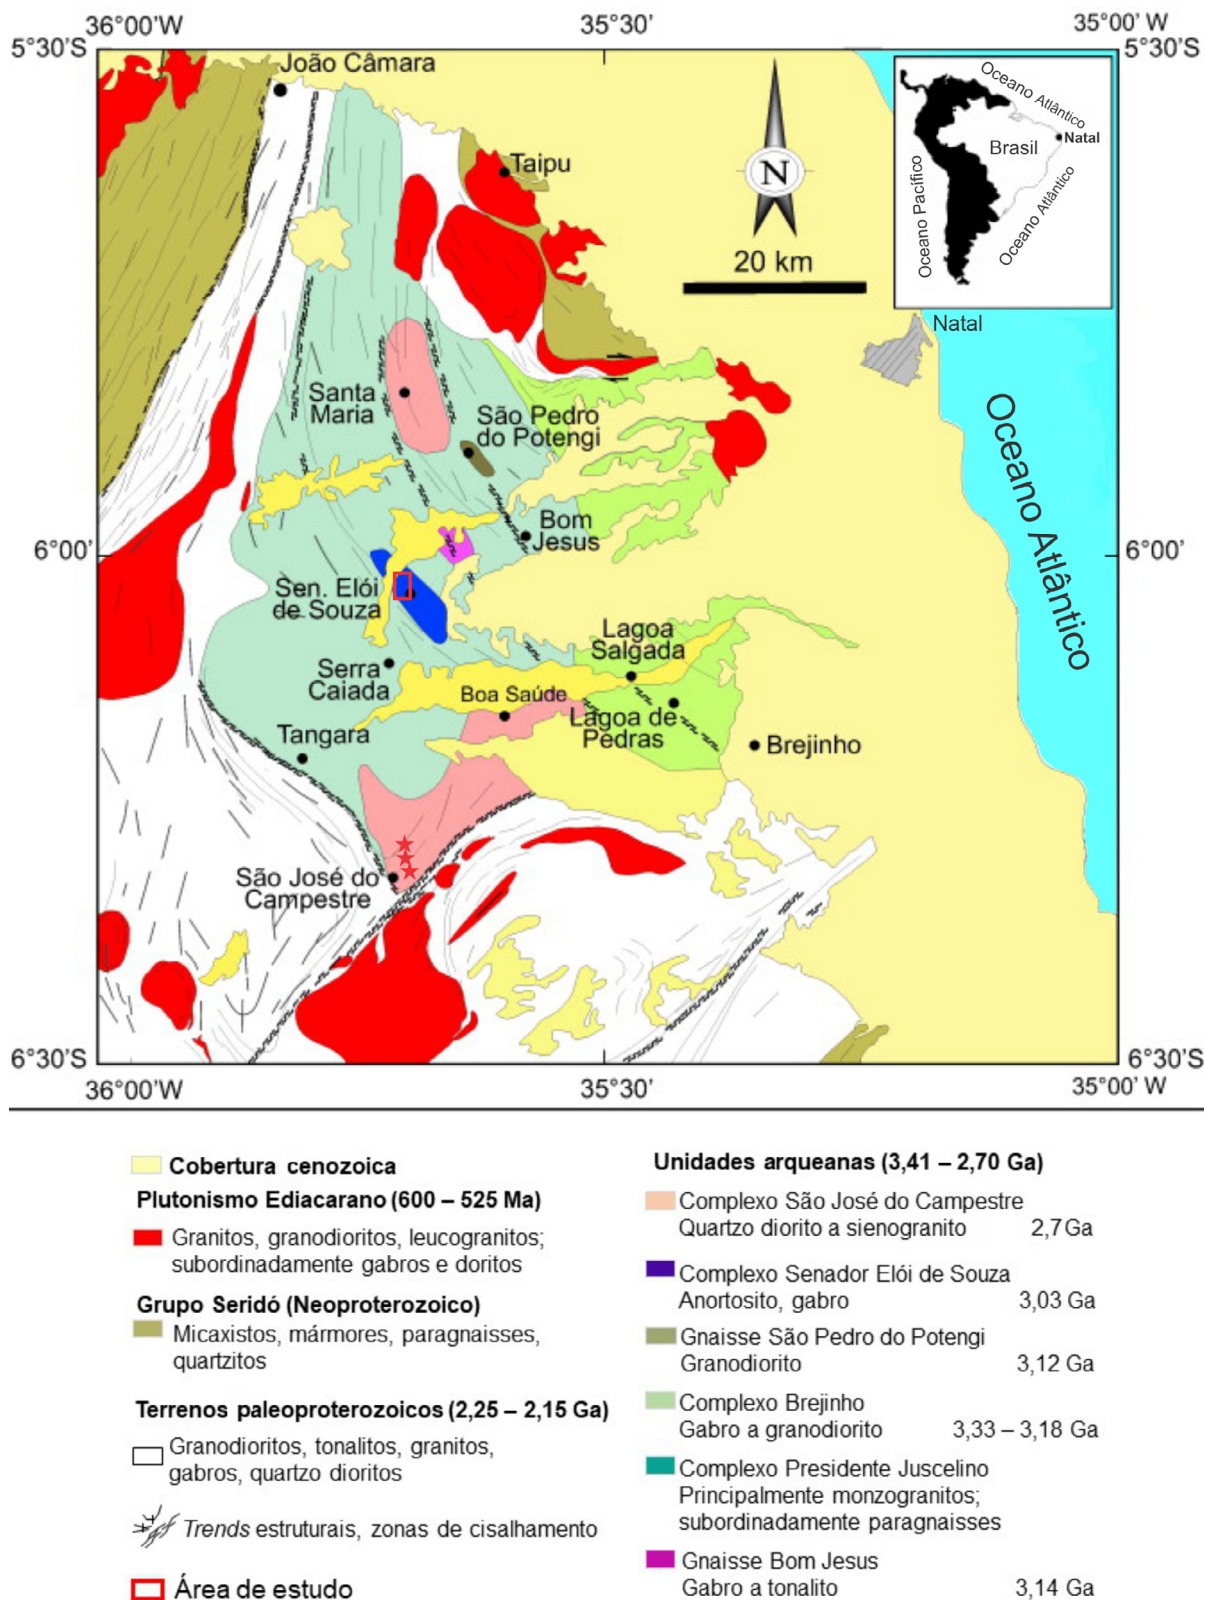 36°00'W
35°30'
35°00' W
5°30'S
5°30'S
João Câmara
Taipu
N
20 km
Oceano Atlântico
Natal
Brasil
Oceano Pacífico
Oceano Atlântico
Natal
Santa
Maria
São Pedro
do Potengi
Oceano Atlântico
Bom
Jesus
6°00'
6°00'
Sen. Elói
de Souza
Lagoa
Salgada
Serra
Caiada
Boa Saúde
Lagoa de
Pedras
Tangara
Brejinho
São José do
Campestre
6°30'S
6°30'S
36°00'W
35°30'
35°00' W
Cobertura cenozoica
Plutonismo Ediacarano (600 – 525 Ma)
Granitos, granodioritos, leucogranitos;
subordinadamente gabros e doritos
Grupo Seridó (Neoproterozoico)
Micaxistos, mármores, paragnaisses,
quartzitos
Terrenos paleoproterozoicos (2,25 – 2,15 Ga)
Granodioritos, tonalitos, granitos,
gabros, quartzo dioritos
Trends estruturais, zonas de cisalhamento
Área de estudo
Unidades arqueanas (3,41 – 2,70 Ga)
Complexo São José do Campestre
Quartzo diorito a sienogranito 2,7 Ga
Complexo Senador Elói de Souza
Anortosito, gabro 3,03 Ga
Gnaisse São Pedro do Potengi
Granodiorito 3,12 Ga
Complexo Brejinho
Gabro a granodiorito 3,33 – 3,18 Ga
Complexo Presidente Juscelino
Principalmente monzogranitos;
subordinadamente paragnaisses
Gnaisse Bom Jesus
Gabro a tonalito 3,14 Ga